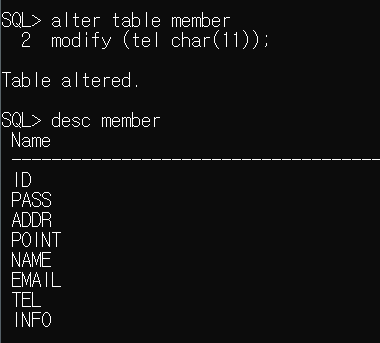 SQL> alter table member
  2  modify (tel char(11));
Table altered.
SQL> desc member
 Name
 -------------------------------------
 ID
 PASS
 ADDR
 POINT
 NAME
 EMAIL
 TEL
 INFO